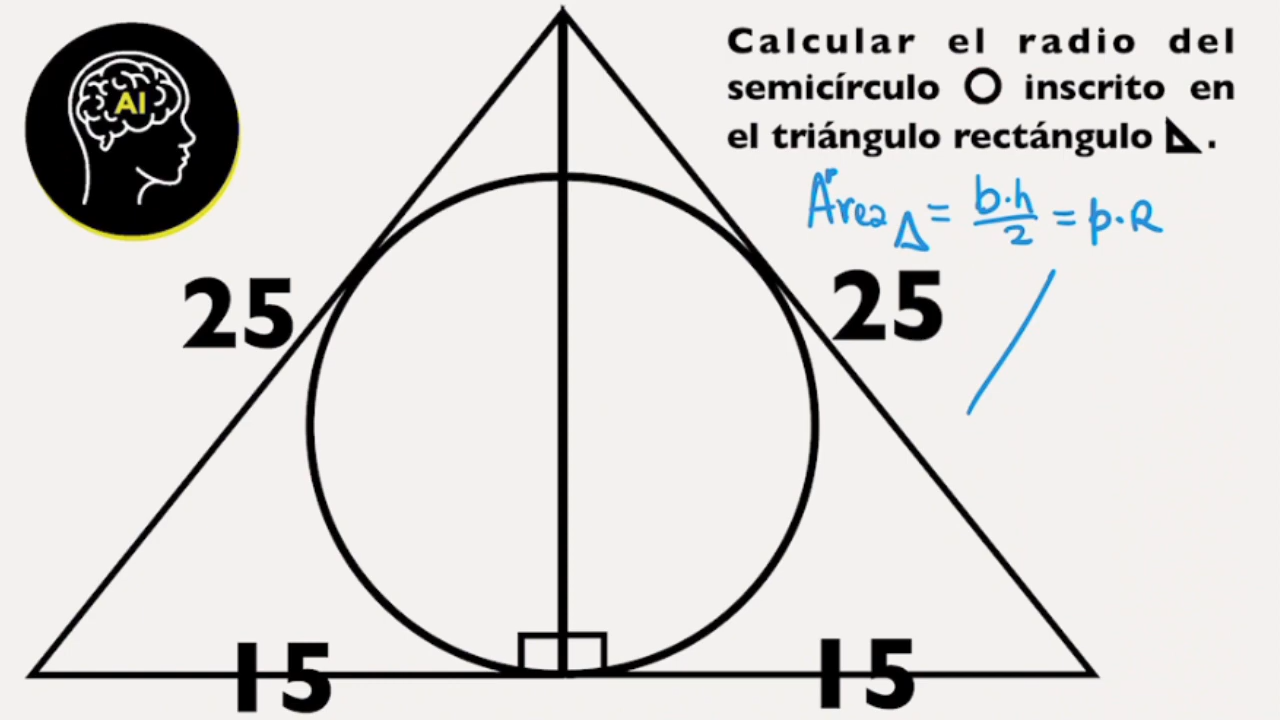 AI
Calcular el radio del
semicírculo inscrito en
el triángulo rectángulo .
Área Δ = b·h/2 = p·R
25
25
15
15